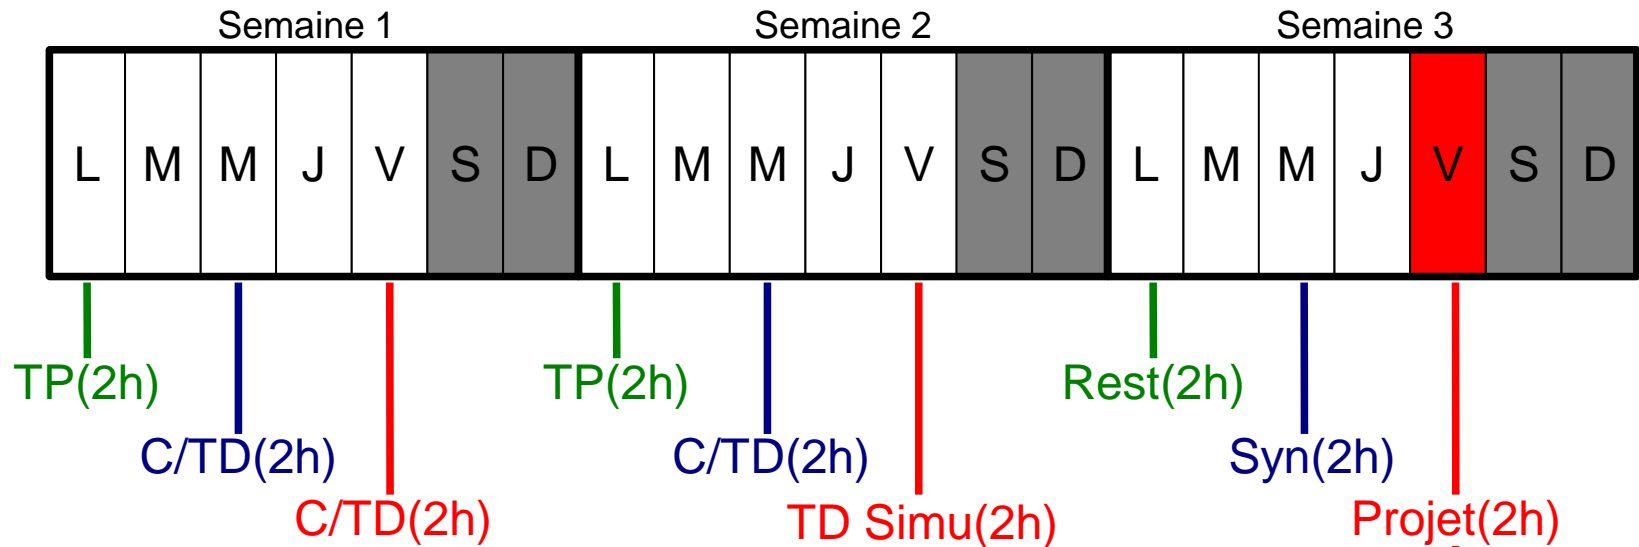 Semaine 1 Semaine 2 Semaine 3
L M M J V S D L M M J V S D L M M J V S D
TP(2h) TP(2h) Rest(2h)
C/TD(2h) C/TD(2h) Syn(2h)
C/TD(2h) TD Simu(2h) Projet(2h)